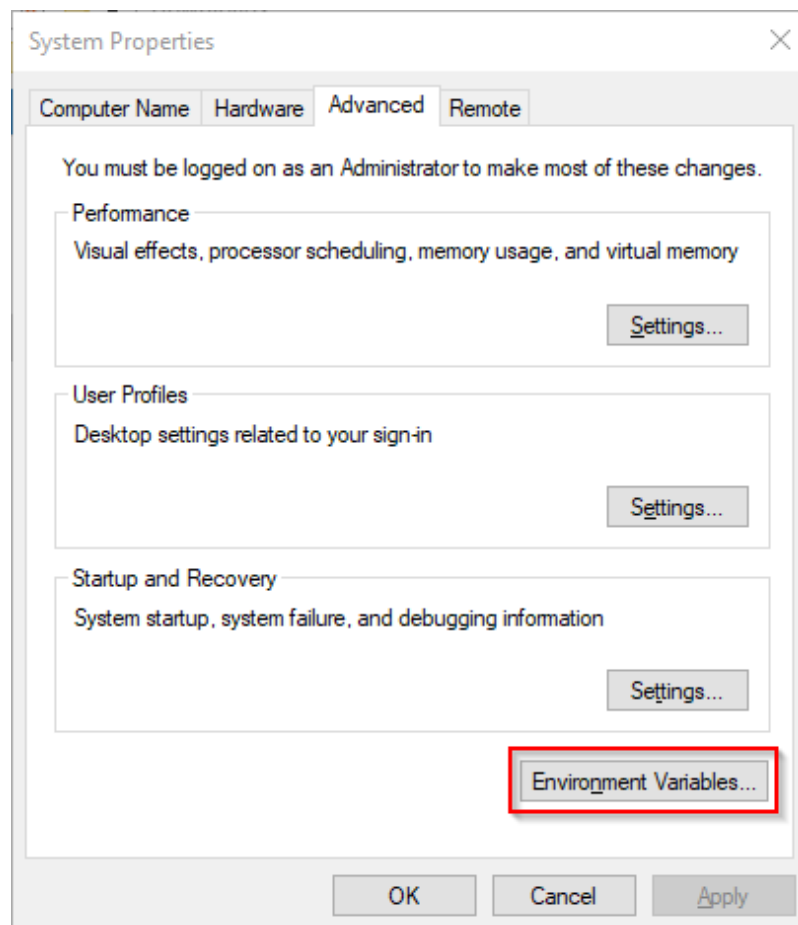 System Properties
Computer Name Hardware Advanced Remote
You must be logged on as an Administrator to make most of these changes.
Performance
Visual effects, processor scheduling, memory usage, and virtual memory
Settings...
User Profiles
Desktop settings related to your sign-in
Settings...
Startup and Recovery
System startup, system failure, and debugging information
Settings...
Environment Variables...
OK Cancel Apply